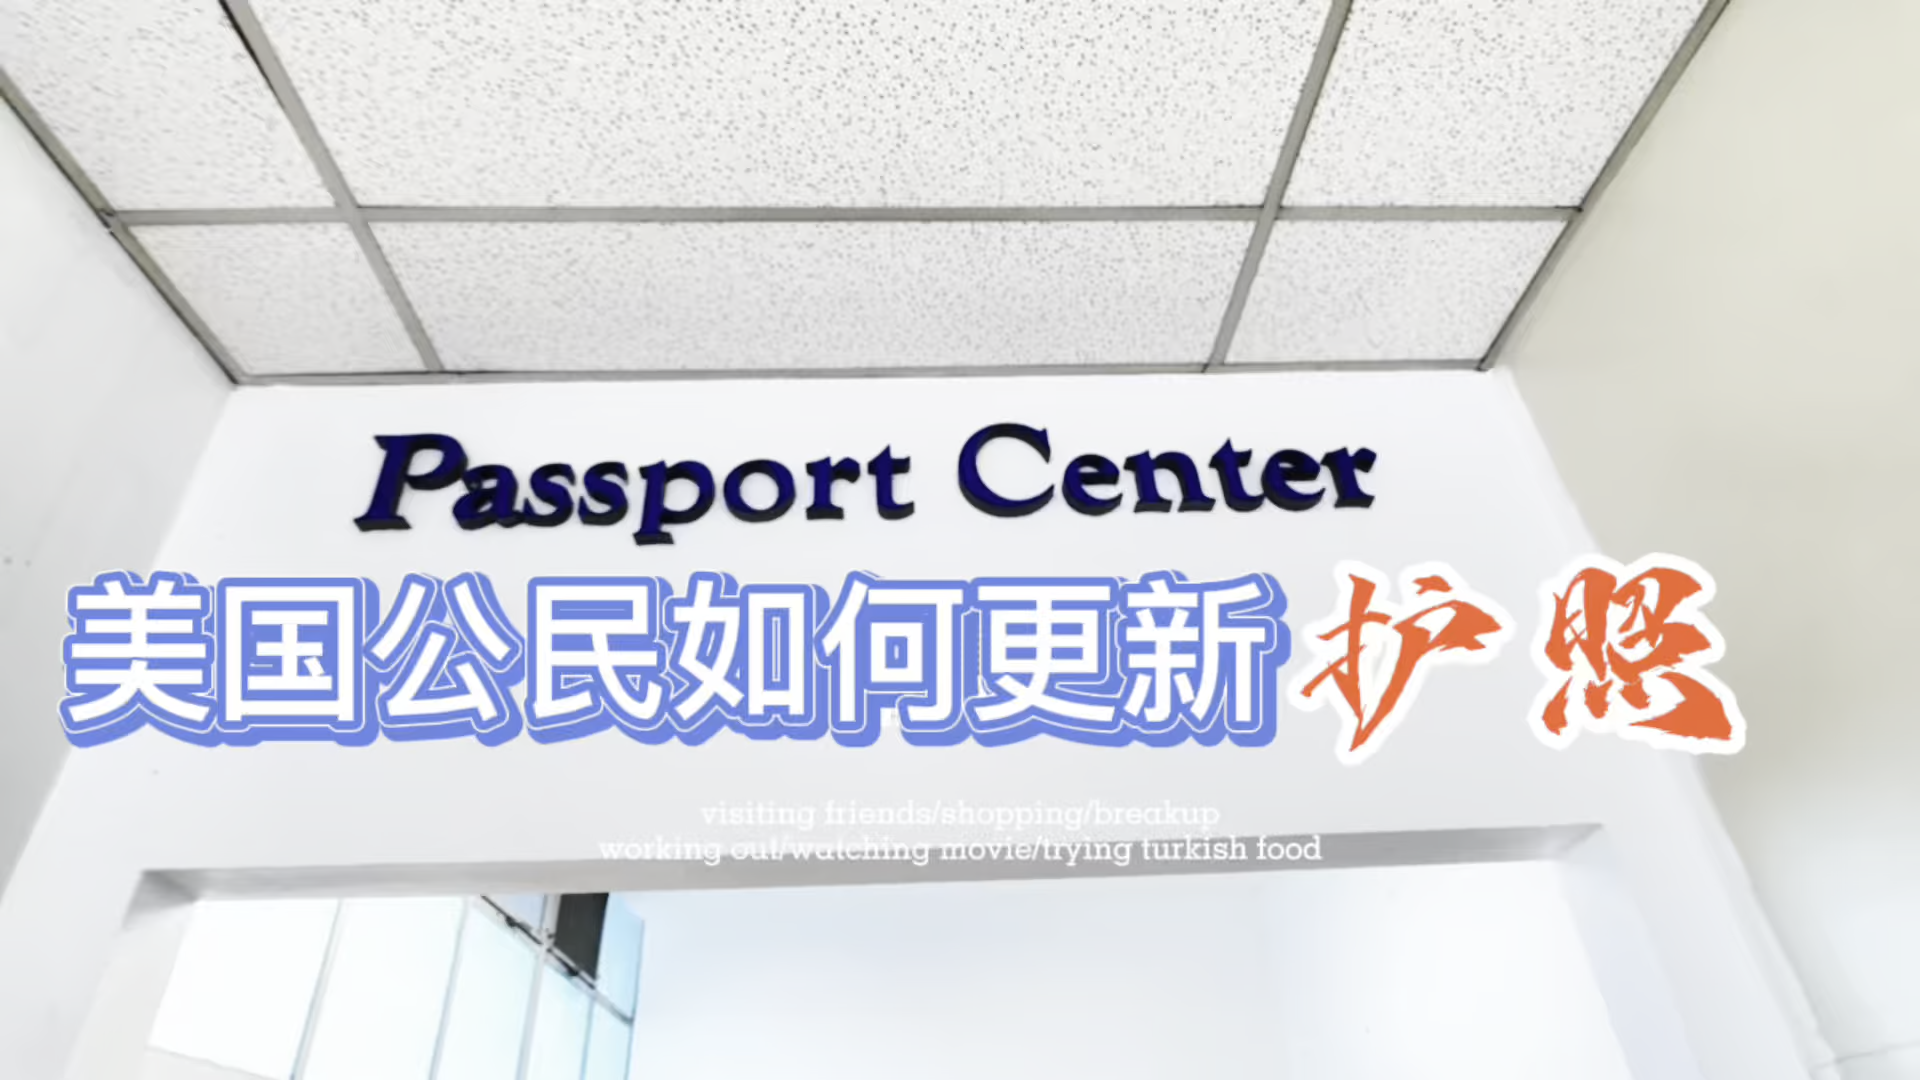 Passport Center
美国公民如何更新护照
visiting friends/shopping/breakup
working out/watching movie/trying turkish food